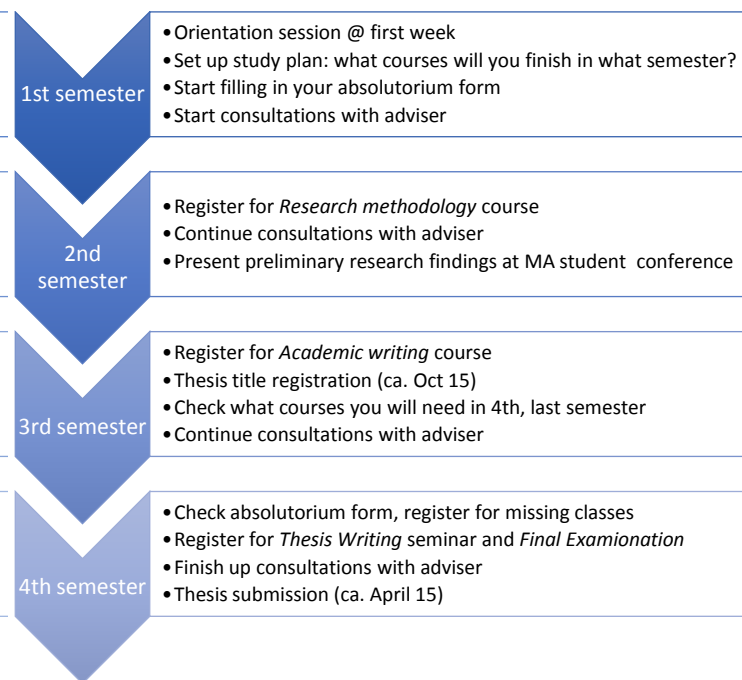 1st semester
•Orientation session @ first week
•Set up study plan: what courses will you finish in what semester?
•Start filling in your absolutorium form
•Start consultations with adviser
2nd
semester
•Register for Research methodology course
•Continue consultations with adviser
•Present preliminary research findings at MA student conference
3rd semester
•Register for Academic writing course
•Thesis title registration (ca. Oct 15)
•Check what courses you will need in 4th, last semester
•Continue consultations with adviser
4th semester
•Check absolutorium form, register for missing classes
•Register for Thesis Writing seminar and Final Examionation
•Finish up consultations with adviser
•Thesis submission (ca. April 15)